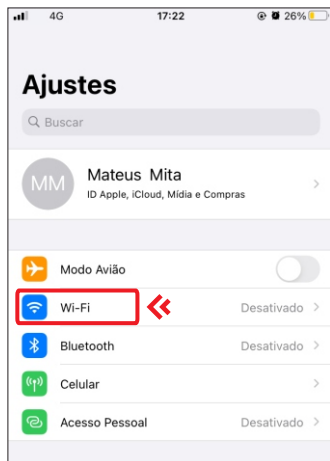 4G 17:22 26%
Ajustes
Buscar
MM
Mateus Mita
ID Apple, iCloud, Mídia e Compras
Modo Avião
Wi-Fi Desativado
Bluetooth Desativado
Celular
Acesso Pessoal Desativado